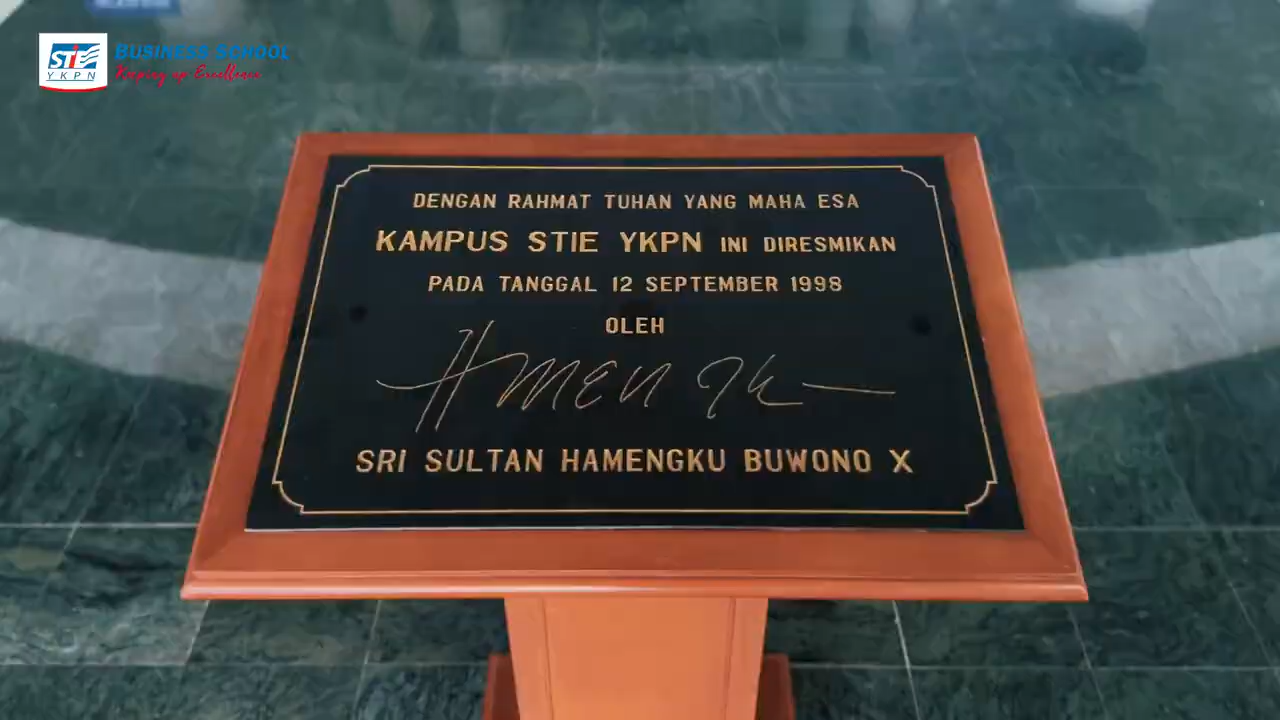 STIE
YKPN
BUSINESS SCHOOL
Keeping up Excellence
DENGAN RAHMAT TUHAN YANG MAHA ESA
KAMPUS STIE YKPN INI DIRESMIKAN
PADA TANGGAL 12 SEPTEMBER 1998
OLEH
SRI SULTAN HAMENGKU BUWONO X